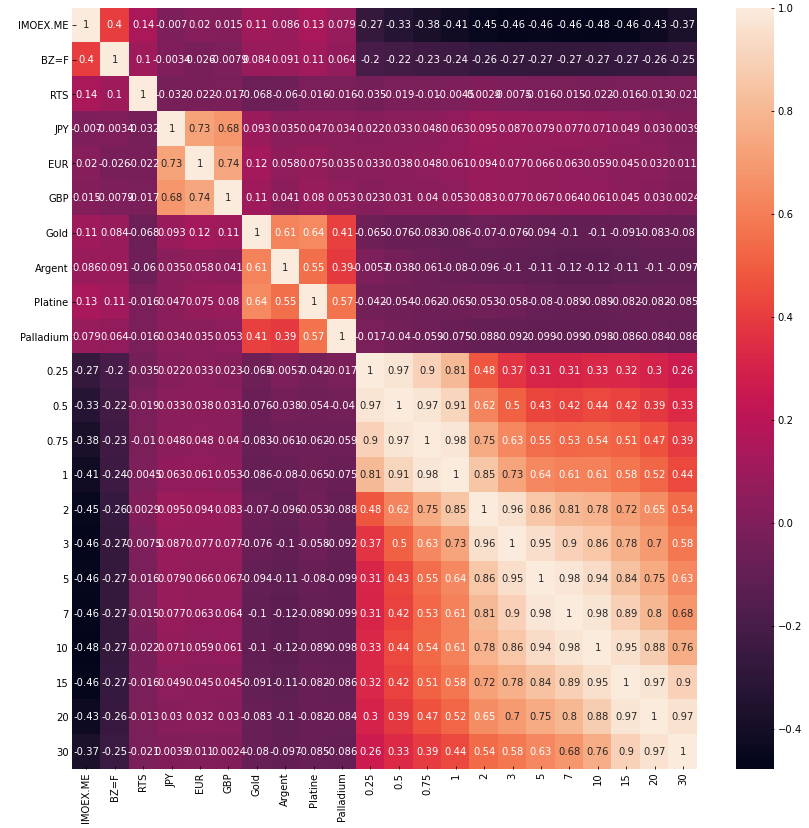 IMOEX.ME 1 0.4 0.14 -0.007 0.02 0.015 0.11 0.086 0.13 0.079 -0.27 -0.33 -0.38 -0.41 -0.45 -0.46 -0.46 -0.46 -0.48 -0.46 -0.43 -0.37
BZ=F 0.4 1 0.1 -0.0034 -0.026 -0.0079 0.084 0.091 0.11 0.064 -0.2 -0.22 -0.23 -0.24 -0.26 -0.27 -0.27 -0.27 -0.27 -0.27 -0.26 -0.25
RTS 0.14 0.1 1 -0.032 -0.022 -0.017 -0.068 -0.06 -0.016 -0.016 -0.035 -0.019 -0.01 -0.0045 0.0029 -0.0075 -0.016 -0.015 -0.022 -0.016 -0.013 -0.021
JPY -0.007 -0.0034 -0.032 1 0.73 0.68 0.093 0.035 0.047 0.034 0.022 0.033 0.048 0.063 0.095 0.087 0.079 0.077 0.071 0.049 0.03 0.0039
EUR 0.02 -0.026 -0.022 0.73 1 0.74 0.12 0.058 0.075 0.035 0.033 0.038 0.048 0.061 0.094 0.077 0.066 0.063 0.059 0.045 0.032 0.011
GBP 0.015 -0.0079 -0.017 0.68 0.74 1 0.11 0.041 0.08 0.053 0.023 0.031 0.04 0.053 0.083 0.077 0.067 0.064 0.061 0.045 0.03 0.0024
Gold 0.11 0.084 -0.068 0.093 0.12 0.11 1 0.61 0.64 0.41 -0.065 -0.076 -0.083 -0.086 -0.07 -0.076 -0.094 -0.1 -0.1 -0.091 -0.083 -0.08
Argent 0.086 0.091 -0.06 0.035 0.058 0.041 0.61 1 0.55 0.39 -0.0057 -0.038 -0.061 -0.08 -0.096 -0.1 -0.11 -0.12 -0.12 -0.11 -0.1 -0.097
Platine 0.13 0.11 -0.016 0.047 0.075 0.08 0.64 0.55 1 0.57 -0.042 -0.054 -0.062 -0.065 -0.053 -0.058 -0.08 -0.089 -0.089 -0.082 -0.082 -0.085
Palladium 0.079 0.064 -0.016 0.034 0.035 0.053 0.41 0.39 0.57 1 -0.017 -0.04 -0.059 -0.075 -0.088 -0.092 -0.099 -0.099 -0.098 -0.086 -0.084 -0.086
0.25 -0.27 -0.2 -0.035 0.022 0.033 0.023 -0.065 -0.0057 -0.042 -0.017 1 0.97 0.9 0.81 0.48 0.37 0.31 0.31 0.33 0.32 0.3 0.26
0.5 -0.33 -0.22 -0.019 0.033 0.038 0.031 -0.076 -0.038 -0.054 -0.04 0.97 1 0.97 0.91 0.62 0.5 0.43 0.42 0.44 0.42 0.39 0.33
0.75 -0.38 -0.23 -0.01 0.048 0.048 0.04 -0.083 -0.061 -0.062 -0.059 0.9 0.97 1 0.98 0.75 0.63 0.55 0.53 0.54 0.51 0.47 0.39
1 -0.41 -0.24 -0.0045 0.063 0.061 0.053 -0.086 -0.08 -0.065 -0.075 0.81 0.91 0.98 1 0.85 0.73 0.64 0.61 0.61 0.58 0.52 0.44
2 -0.45 -0.26 0.0029 0.095 0.094 0.083 -0.07 -0.096 -0.053 -0.088 0.48 0.62 0.75 0.85 1 0.96 0.86 0.81 0.78 0.72 0.65 0.54
3 -0.46 -0.27 -0.0075 0.087 0.077 0.077 -0.076 -0.1 -0.058 -0.092 0.37 0.5 0.63 0.73 0.96 1 0.95 0.9 0.86 0.78 0.7 0.58
5 -0.46 -0.27 -0.016 0.079 0.066 0.067 -0.094 -0.11 -0.08 -0.099 0.31 0.43 0.55 0.64 0.86 0.95 1 0.98 0.94 0.84 0.75 0.63
7 -0.46 -0.27 -0.015 0.077 0.063 0.064 -0.1 -0.12 -0.089 -0.099 0.31 0.42 0.53 0.61 0.81 0.9 0.98 1 0.98 0.89 0.8 0.68
10 -0.48 -0.27 -0.022 0.071 0.059 0.061 -0.1 -0.12 -0.089 -0.098 0.33 0.44 0.54 0.61 0.78 0.86 0.94 0.98 1 0.95 0.88 0.76
15 -0.46 -0.27 -0.016 0.049 0.045 0.045 -0.091 -0.11 -0.082 -0.086 0.32 0.42 0.51 0.58 0.72 0.78 0.84 0.89 0.95 1 0.97 0.9
20 -0.43 -0.26 -0.013 0.03 0.032 0.03 -0.083 -0.1 -0.082 -0.084 0.3 0.39 0.47 0.52 0.65 0.7 0.75 0.8 0.88 0.97 1 0.97
30 -0.37 -0.25 -0.021 0.0039 0.011 0.0024 -0.08 -0.097 -0.085 -0.086 0.26 0.33 0.39 0.44 0.54 0.58 0.63 0.68 0.76 0.9 0.97 1
IMOEX.ME BZ=F RTS JPY EUR GBP Gold Argent Platine Palladium 0.25 0.5 0.75 1 2 3 5 7 10 15 20 30
1.0
0.8
0.6
0.4
0.2
0.0
−0.2
−0.4